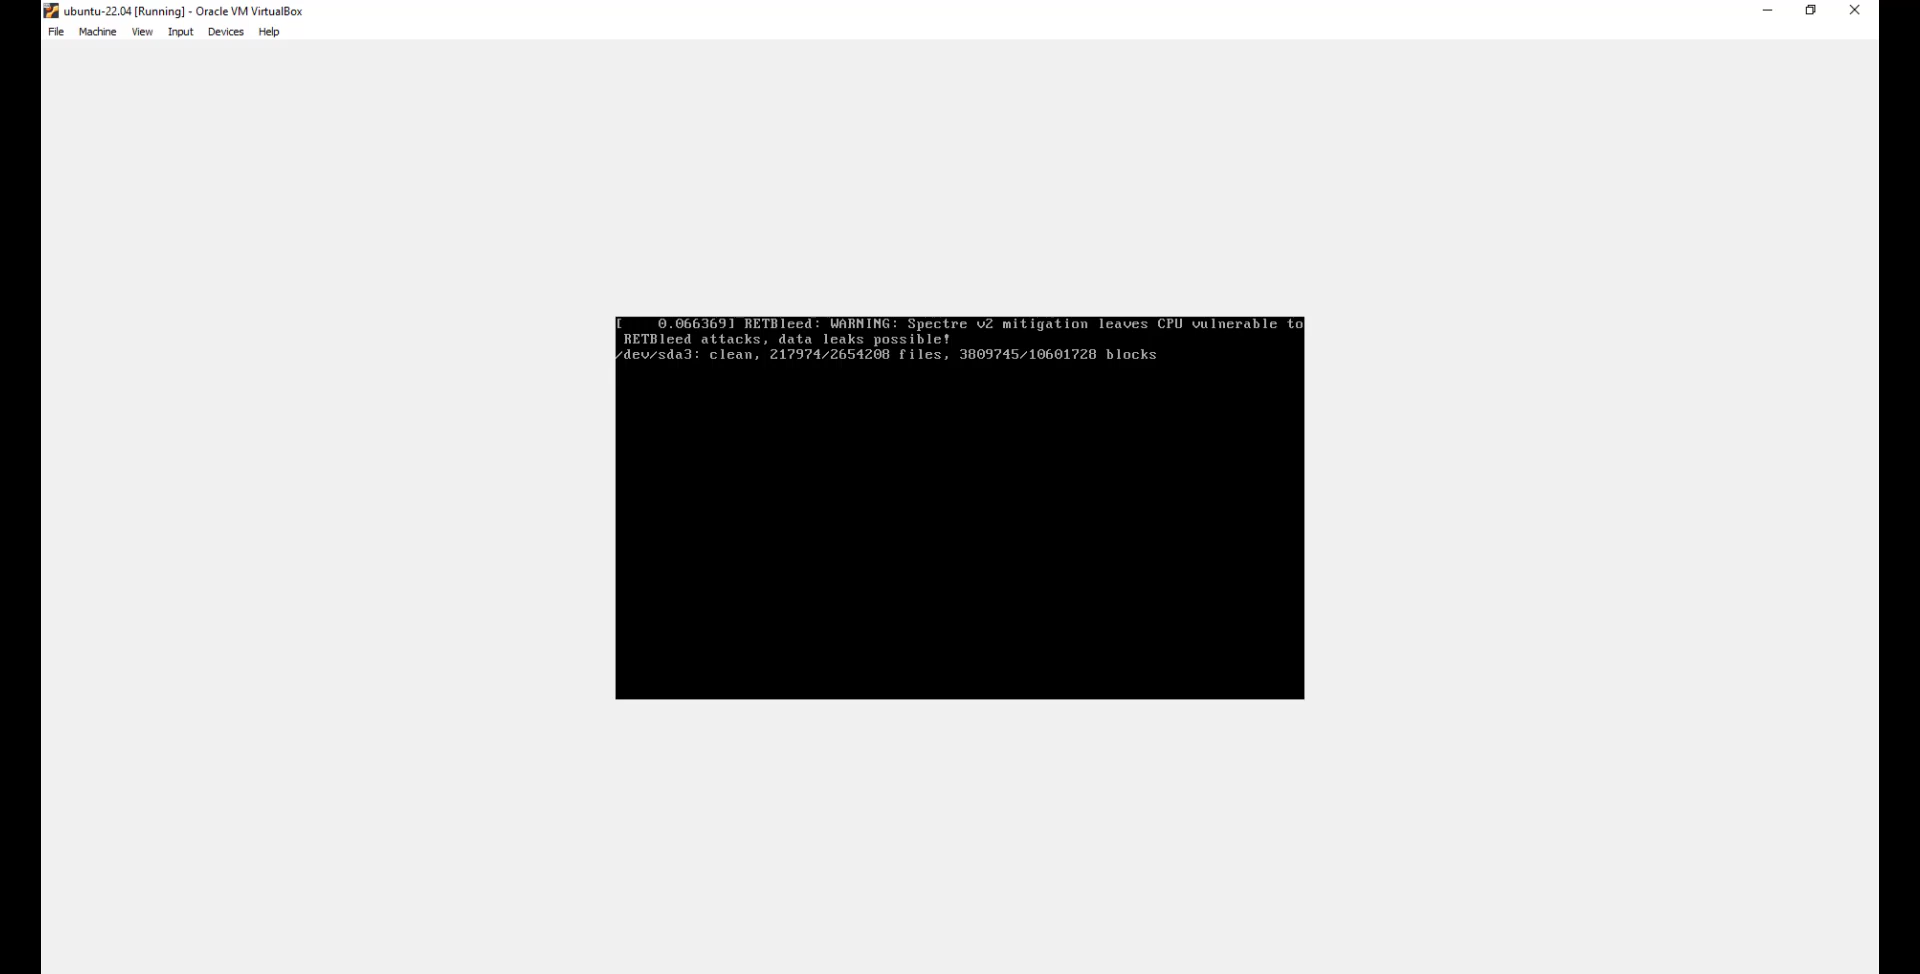 ubuntu-22.04 [Running] - Oracle VM VirtualBox
File Machine View Input Devices Help
[    0.066369] RETBleed: WARNING: Spectre v2 mitigation leaves CPU vulnerable to
RETBleed attacks, data leaks possible!
/dev/sda3: clean, 217974/2654208 files, 3809745/10601728 blocks